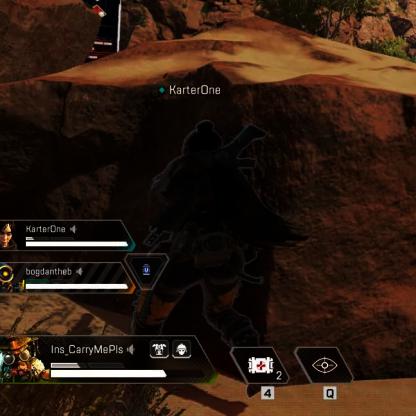 KarterOne
KarterOne
bogdantheb
Ins_CarryMePls
2
4
Q